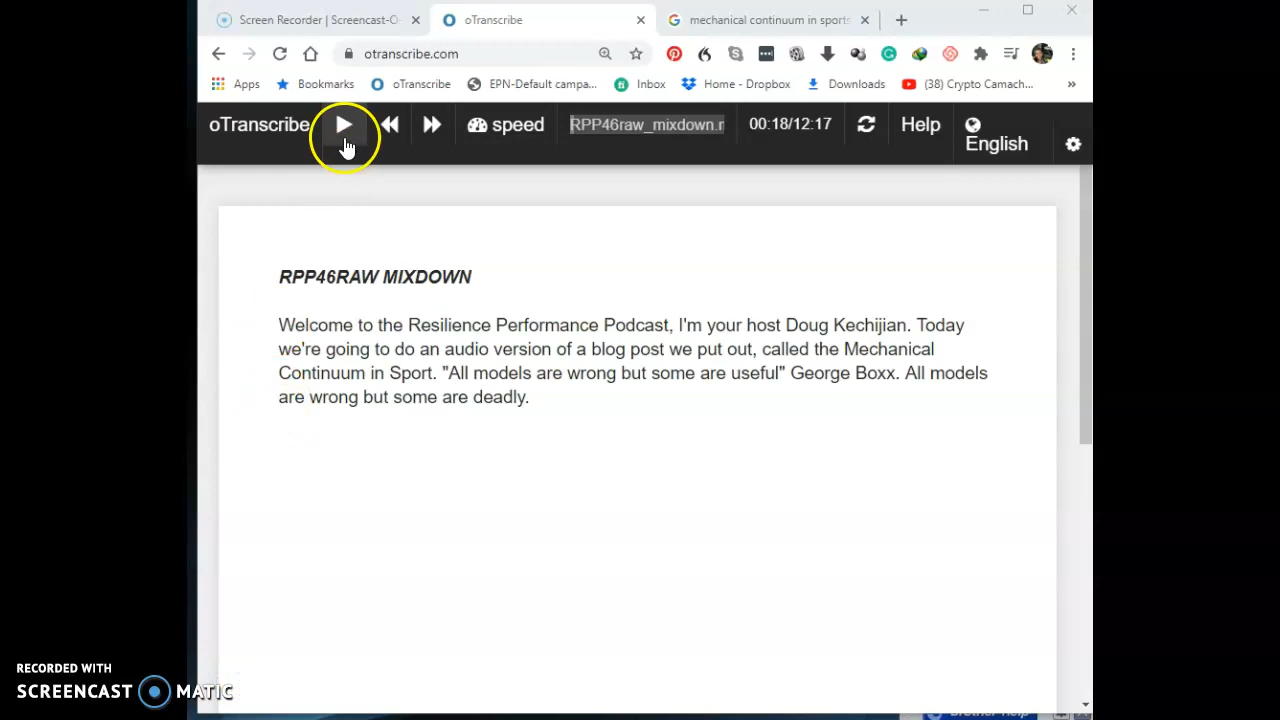 Screen Recorder | Screencast-O-
oTranscribe
mechanical continuum in sports
otranscribe.com
Apps
Bookmarks
oTranscribe
EPN-Default campa...
Inbox
Home - Dropbox
Downloads
(38) Crypto Camach...
»
oTranscribe
speed
RPP46raw_mixdown.r
00:18/12:17
Help
English
RPP46RAW MIXDOWN
Welcome to the Resilience Performance Podcast, I'm your host Doug Kechijian. Today
we're going to do an audio version of a blog post we put out, called the Mechanical
Continuum in Sport. "All models are wrong but some are useful" George Boxx. All models
are wrong but some are deadly.
RECORDED WITH
SCREENCAST MATIC